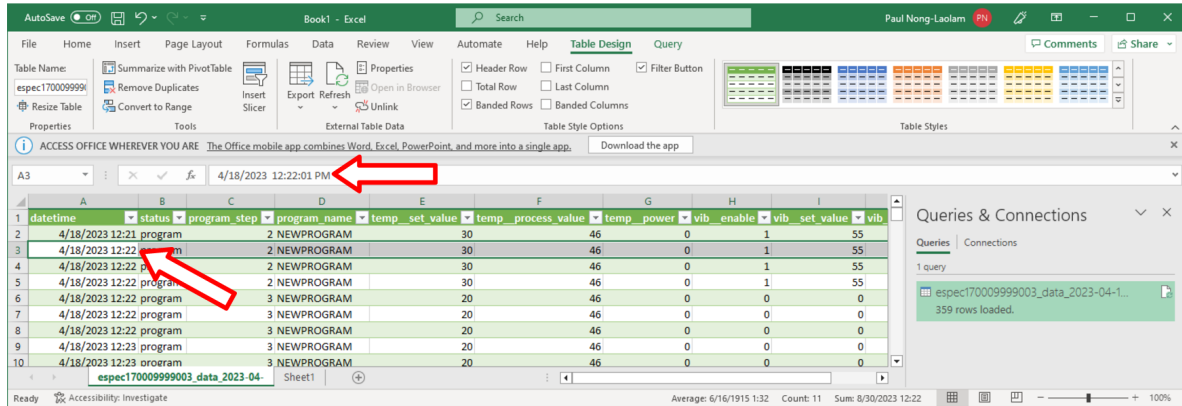 AutoSave Off Book1 - Excel Search Paul Nong-Laolam PN
File Home Insert Page Layout Formulas Data Review View Automate Help Table Design Query Comments Share
Table Name:
espec170009999
Resize Table
Properties
Summarize with PivotTable
Remove Duplicates
Convert to Range
Insert
Slicer
Tools
Export Refresh
Properties
Open in Browser
Unlink
External Table Data
Header Row First Column Filter Button
Total Row Last Column
Banded Rows Banded Columns
Table Style Options
Table Styles
ACCESS OFFICE WHEREVER YOU ARE The Office mobile app combines Word, Excel, PowerPoint, and more into a single app. Download the app
A3 fx 4/18/2023 12:22:01 PM
A B C D E F G H I
1 datetime status program_step program_name temp__set_value temp__process_value temp__power vib__enable vib__set_value vib
2 4/18/2023 12:21 program 2 NEWPROGRAM 30 46 0 1 55
3 4/18/2023 12:22 program 2 NEWPROGRAM 30 46 0 1 55
4 4/18/2023 12:22 p 2 NEWPROGRAM 30 46 0 1 55
5 4/18/2023 12:22 program 2 NEWPROGRAM 30 46 0 1 55
6 4/18/2023 12:22 program 3 NEWPROGRAM 20 46 0 0 0
7 4/18/2023 12:22 program 3 NEWPROGRAM 20 46 0 0 0
8 4/18/2023 12:22 program 3 NEWPROGRAM 20 46 0 0 0
9 4/18/2023 12:23 program 3 NEWPROGRAM 20 46 0 0 0
10 4/18/2023 12:23 program 3 NEWPROGRAM 20 46 0 0 0
Queries & Connections
Queries Connections
1 query
espec170009999003_data_2023-04-1...
359 rows loaded.
espec170009999003_data_2023-04- Sheet1
Ready Accessibility: Investigate Average: 6/16/1915 1:32 Count: 11 Sum: 8/30/2023 12:22 100%